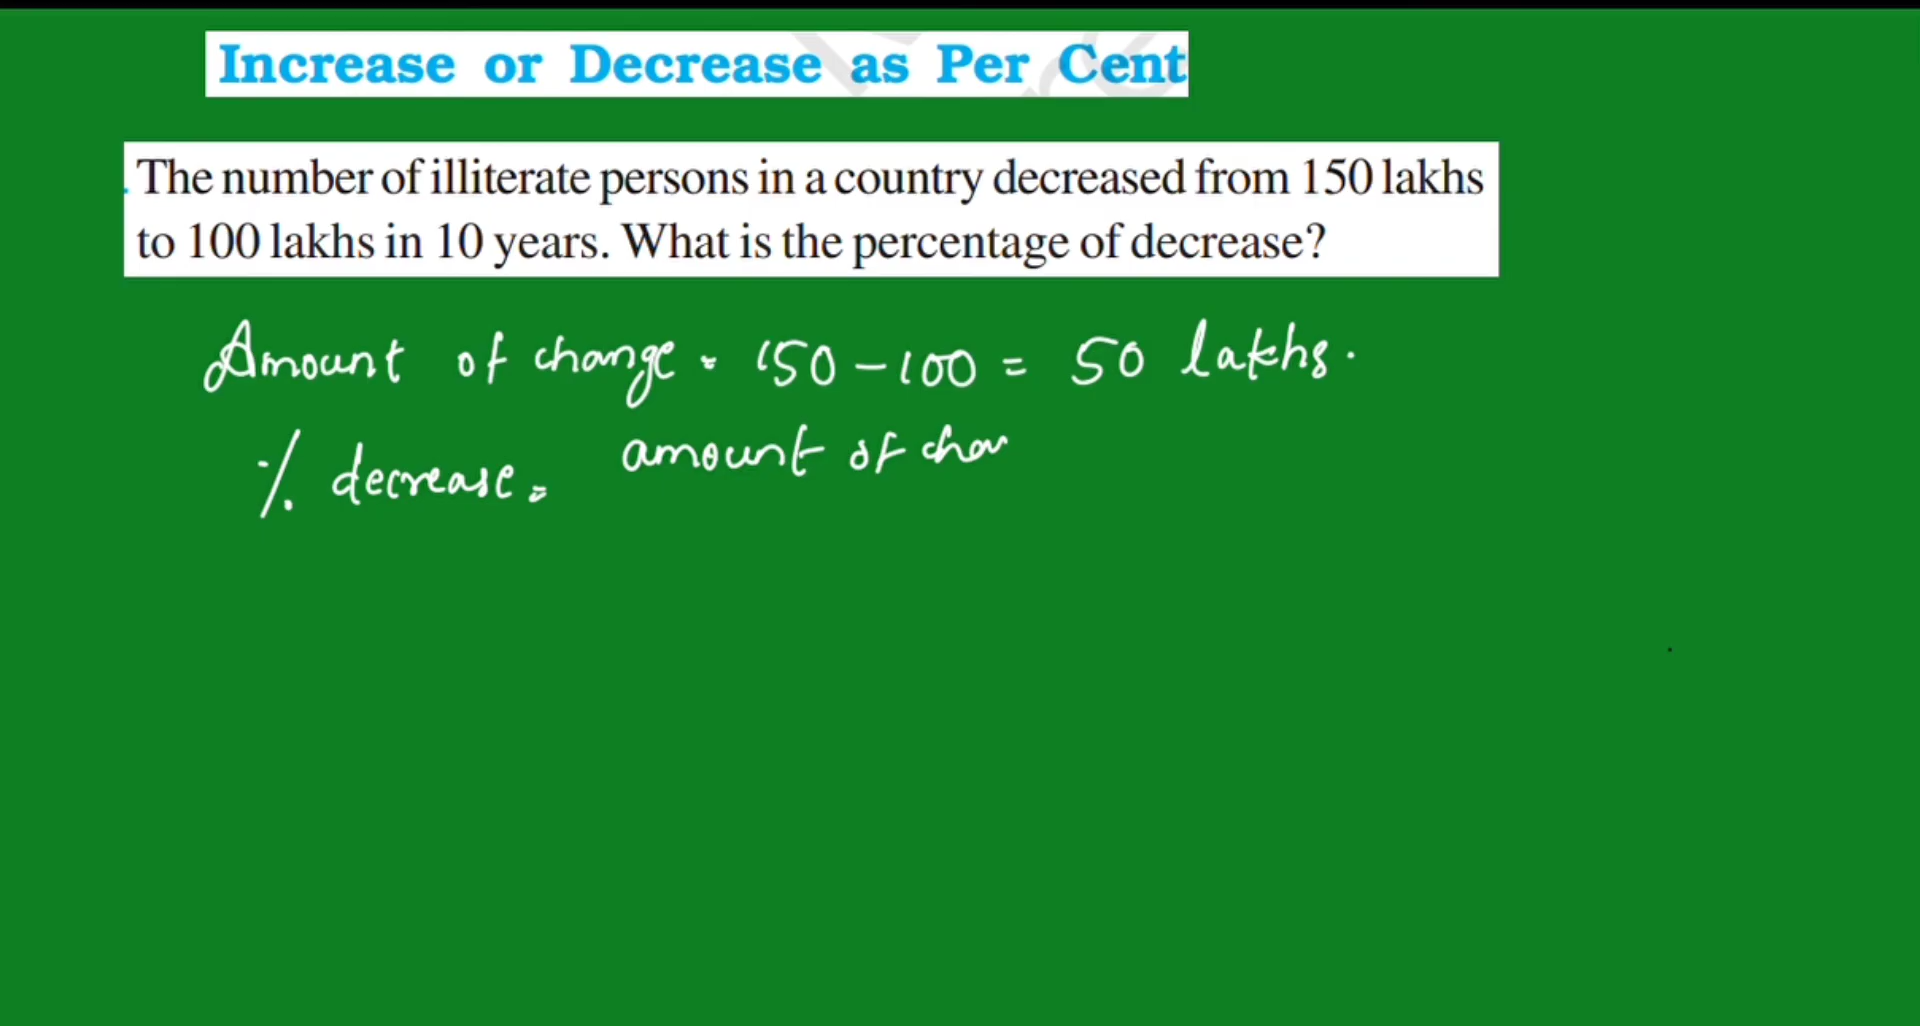 Increase or Decrease as Per Cent
The number of illiterate persons in a country decreased from 150 lakhs
to 100 lakhs in 10 years. What is the percentage of decrease?
Amount of change = 150 - 100 = 50 lakhs.
% decrease = amount of chan